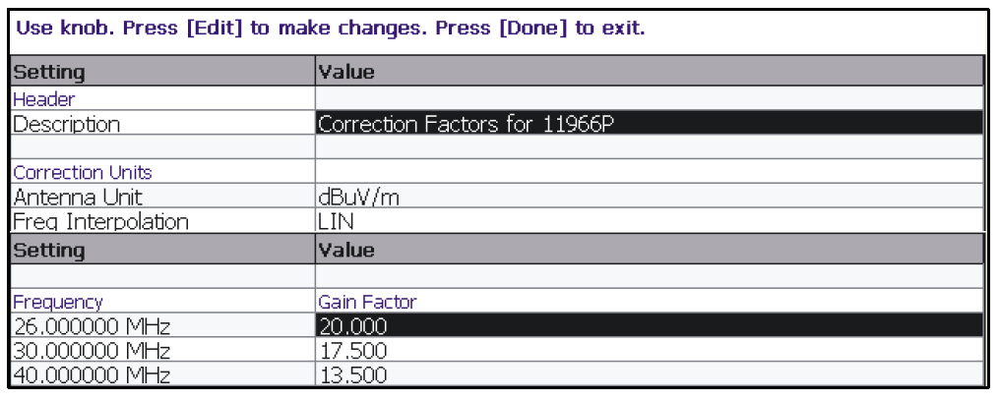 Use knob. Press [Edit] to make changes. Press [Done] to exit.
Setting Value
Header
Description Correction Factors for 11966P
Correction Units
Antenna Unit dBuV/m
Freq Interpolation LIN
Setting Value
Frequency Gain Factor
26.000000 MHz 20.000
30.000000 MHz 17.500
40.000000 MHz 13.500